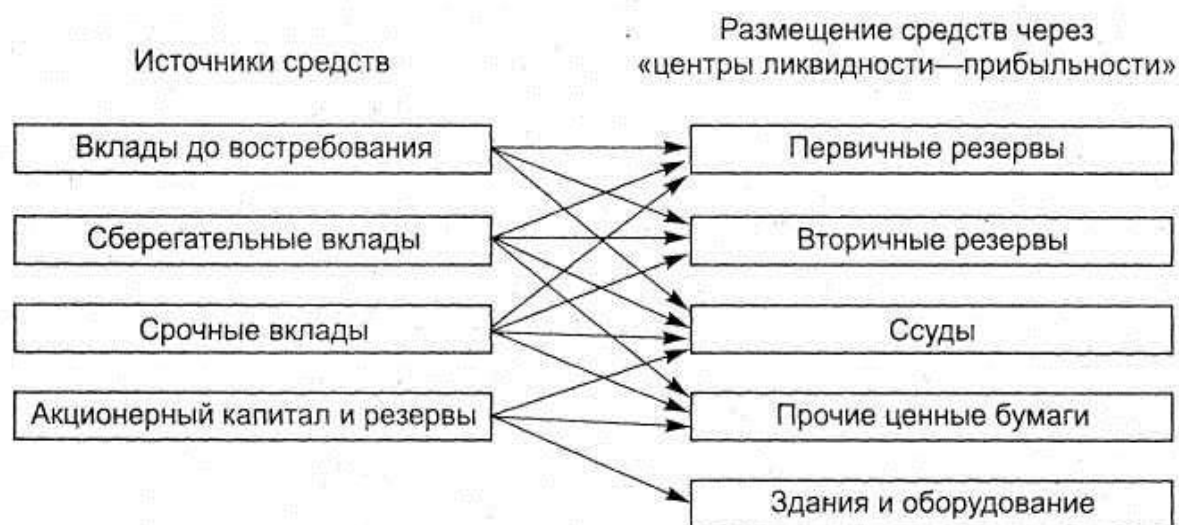 Источники средств
Размещение средств через
«центры ликвидности—прибыльности»
Вклады до востребования
Первичные резервы
Сберегательные вклады
Вторичные резервы
Срочные вклады
Ссуды
Акционерный капитал и резервы
Прочие ценные бумаги
Здания и оборудование